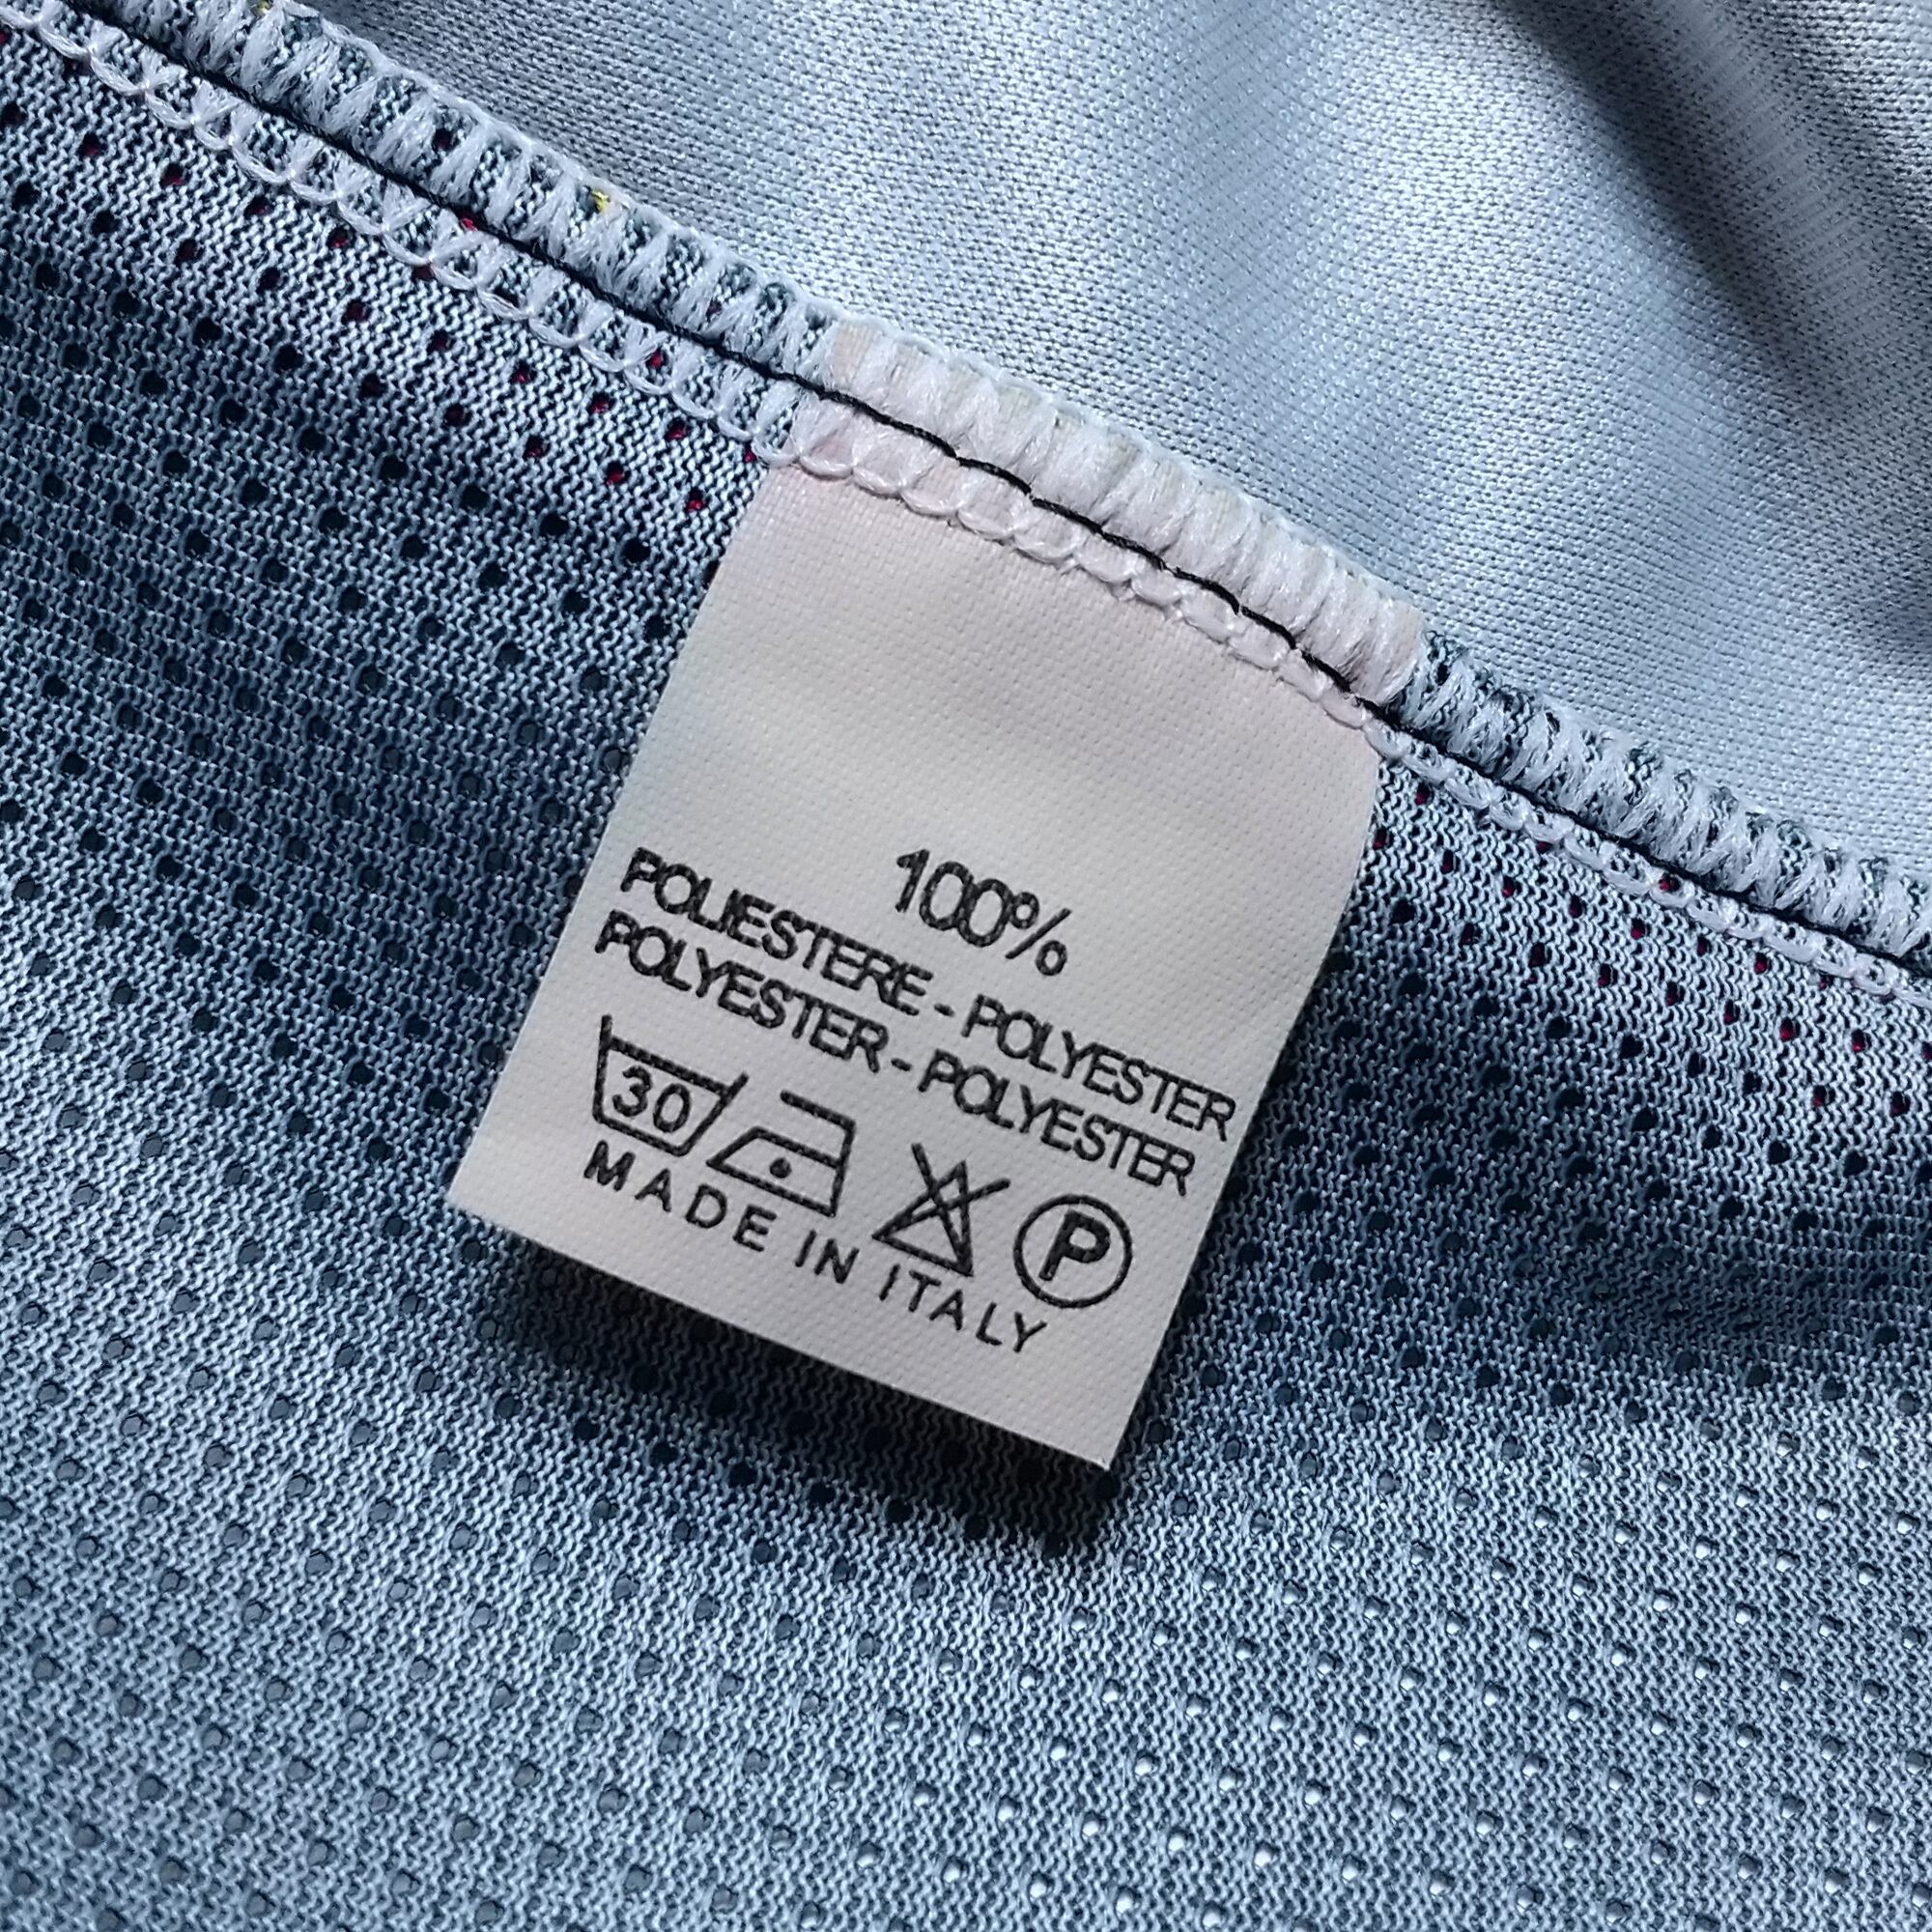 100%
POLIESTERE - POLYESTER
POLYESTER - POLYESTER
30 P
MADE IN ITALY